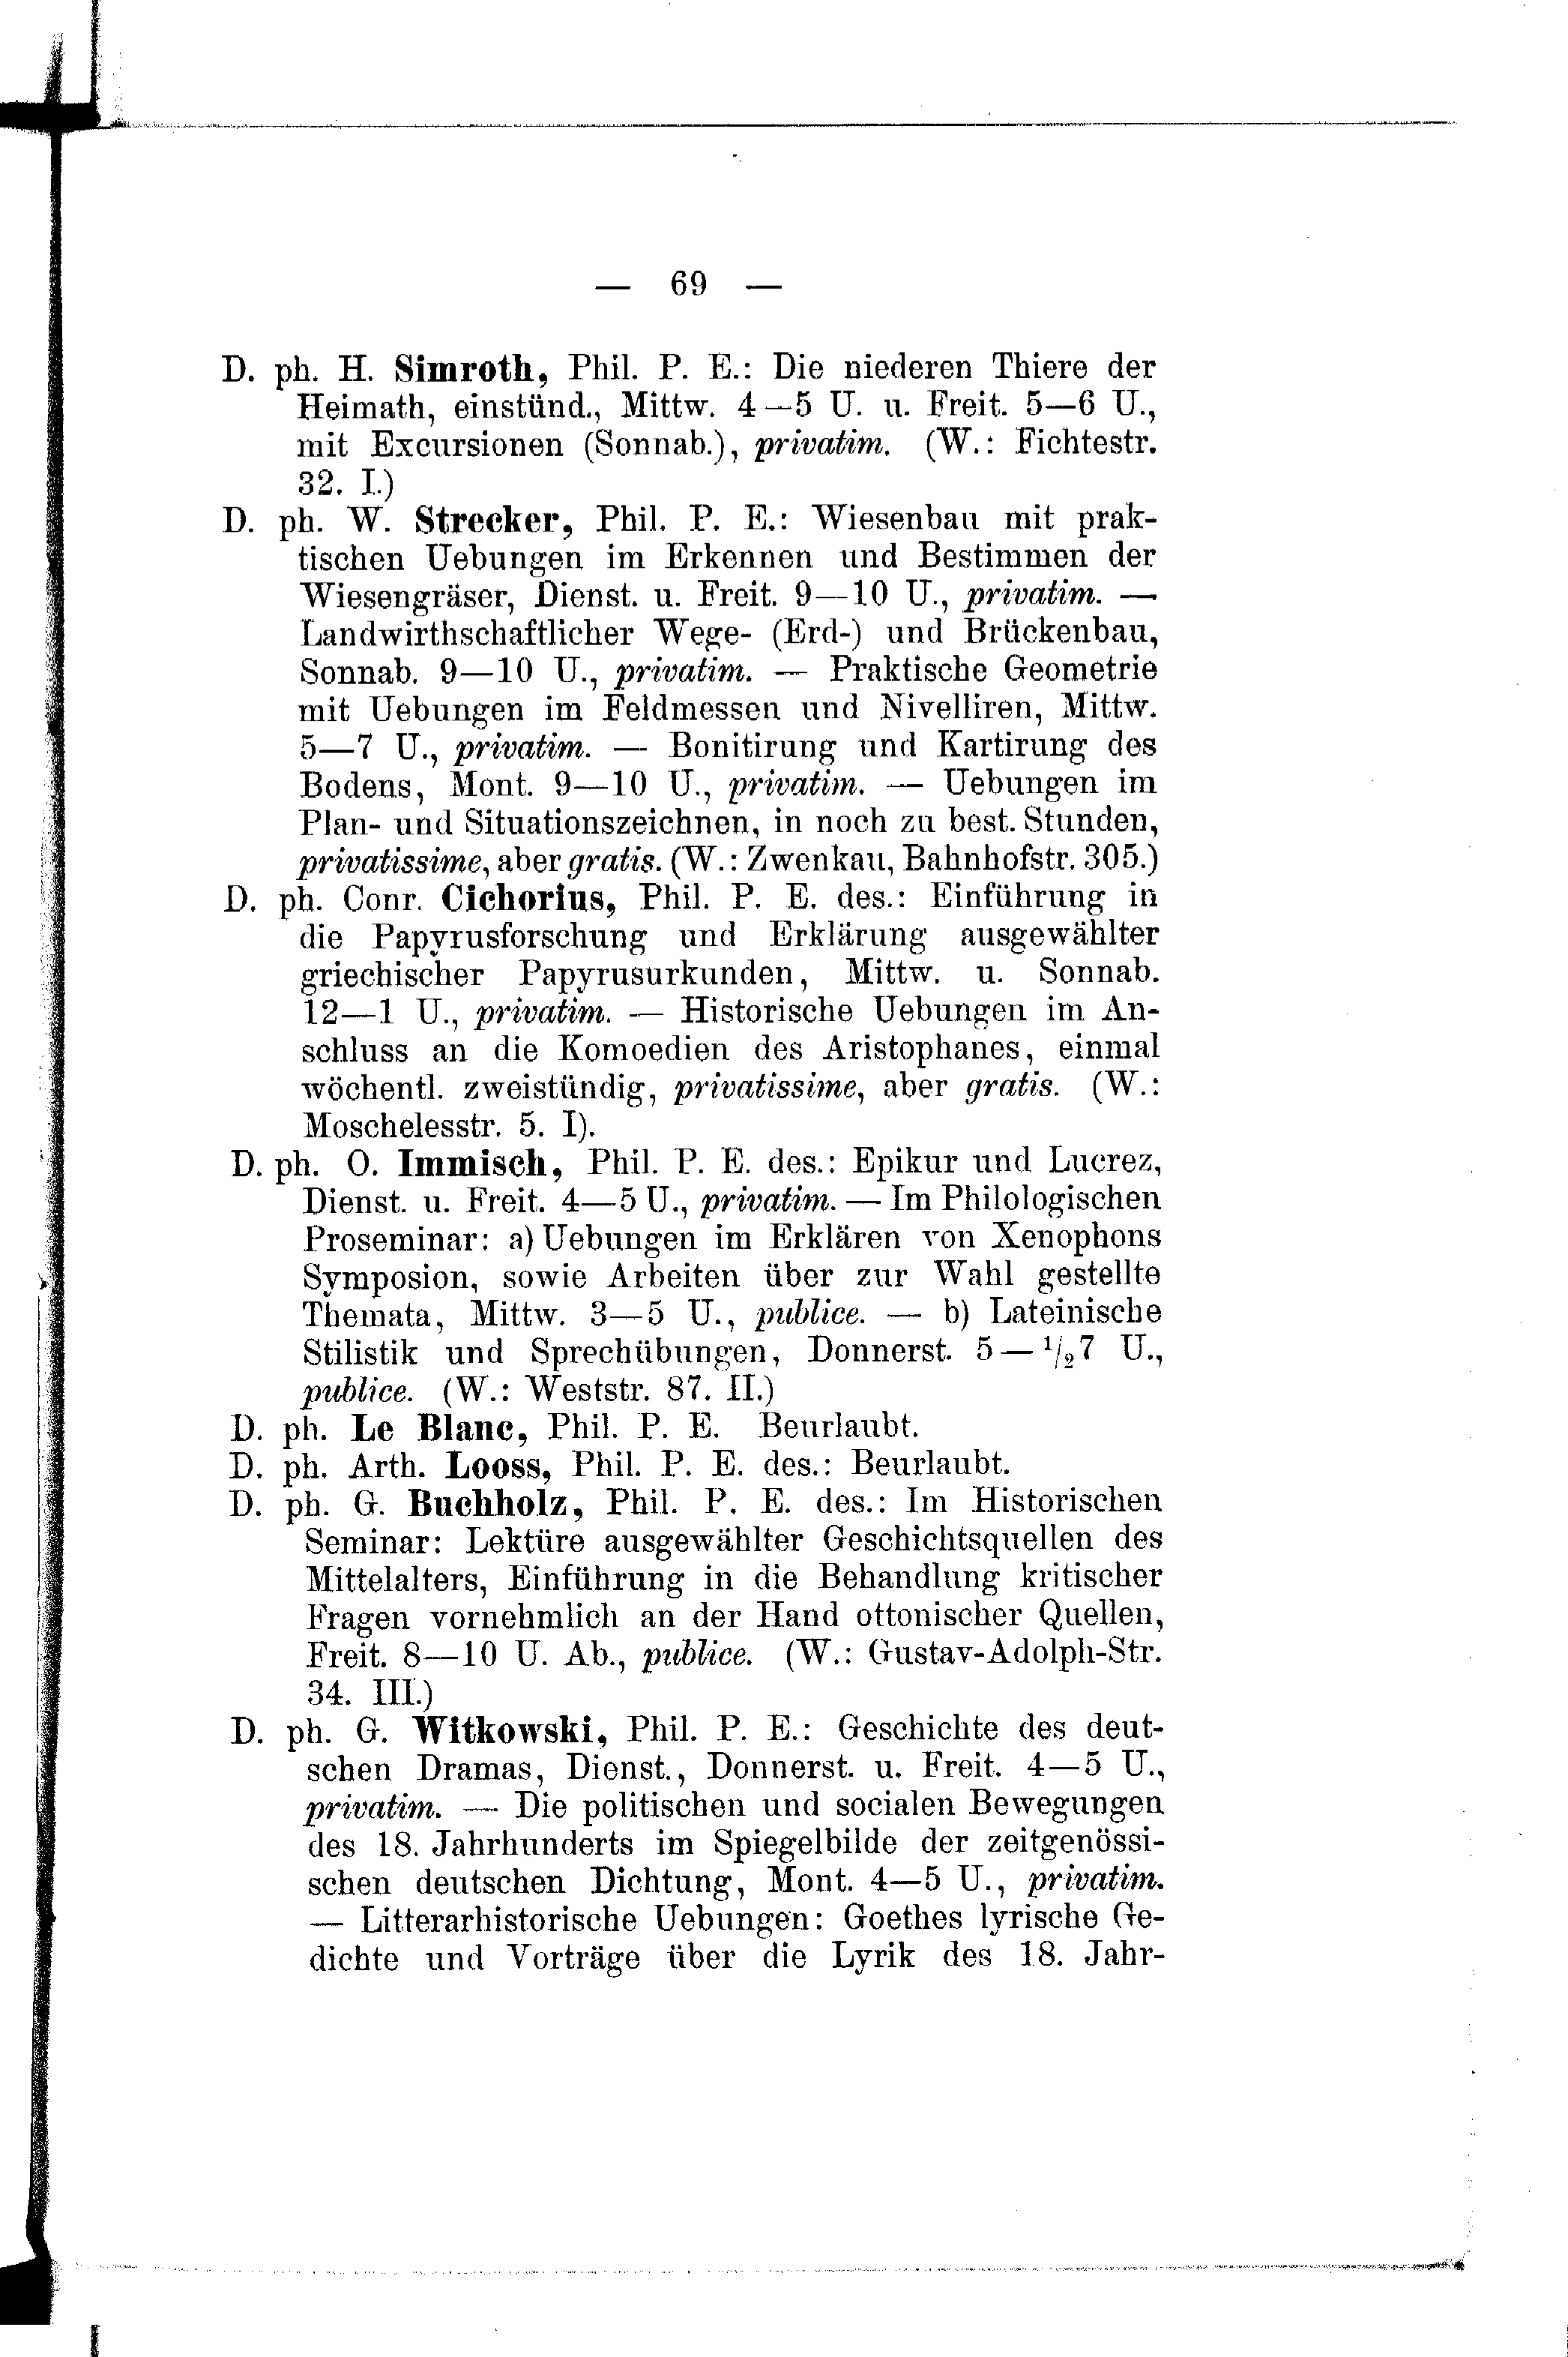 — 69 —
D. ph. H. Simroth, Phil. P. E.: Die niederen Thiere der
Heimath, einstünd., Mittw. 4—5 U. u. Freit. 5—6 U.,
mit Excursionen (Sonnab.), privatim. (W.: Fichtestr.
32. I.)
D. ph. W. Strecker, Phil. P. E.: Wiesenbau mit prak-
tischen Uebungen im Erkennen und Bestimmen der
Wiesengräser, Dienst. u. Freit. 9—10 U., privatim. —
Landwirthschaftlicher Wege- (Erd-) und Brückenbau,
Sonnab. 9—10 U., privatim. — Praktische Geometrie
mit Uebungen im Feldmessen und Nivelliren, Mittw.
5—7 U., privatim. — Bonitirung und Kartirung des
Bodens, Mont. 9—10 U., privatim. — Uebungen im
Plan- und Situationszeichnen, in noch zu best. Stunden,
privatissime, aber gratis. (W.: Zwenkau, Bahnhofstr. 305.)
D. ph. Conr. Cichorius, Phil. P. E. des.: Einführung in
die Papyrusforschung und Erklärung ausgewählter
griechischer Papyrusurkunden, Mittw. u. Sonnab.
12—1 U., privatim. — Historische Uebungen im An-
schluss an die Komoedien des Aristophanes, einmal
wöchentl. zweistündig, privatissime, aber gratis. (W.:
Moschelesstr. 5. I).
D. ph. O. Immisch, Phil. P. E. des.: Epikur und Lucrez,
Dienst. u. Freit. 4—5 U., privatim. — Im Philologischen
Proseminar: a) Uebungen im Erklären von Xenophons
Symposion, sowie Arbeiten über zur Wahl gestellte
Themata, Mittw. 3—5 U., publice. — b) Lateinische
Stilistik und Sprechübungen, Donnerst. 5—1/27 U.,
publice. (W.: Weststr. 87. II.)
D. ph. Le Blanc, Phil. P. E. Beurlaubt.
D. ph. Arth. Looss, Phil. P. E. des.: Beurlaubt.
D. ph. G. Buchholz, Phil. P. E. des.: Im Historischen
Seminar: Lektüre ausgewählter Geschichtsquellen des
Mittelalters, Einführung in die Behandlung kritischer
Fragen vornehmlich an der Hand ottonischer Quellen,
Freit. 8—10 U. Ab., publice. (W.: Gustav-Adolph-Str.
34. III.)
D. ph. G. Witkowski, Phil. P. E.: Geschichte des deut-
schen Dramas, Dienst., Donnerst. u. Freit. 4—5 U.,
privatim. — Die politischen und socialen Bewegungen
des 18. Jahrhunderts im Spiegelbilde der zeitgenössi-
schen deutschen Dichtung, Mont. 4—5 U., privatim.
— Litterarhistorische Uebungen: Goethes lyrische Ge-
dichte und Vorträge über die Lyrik des 18. Jahr-